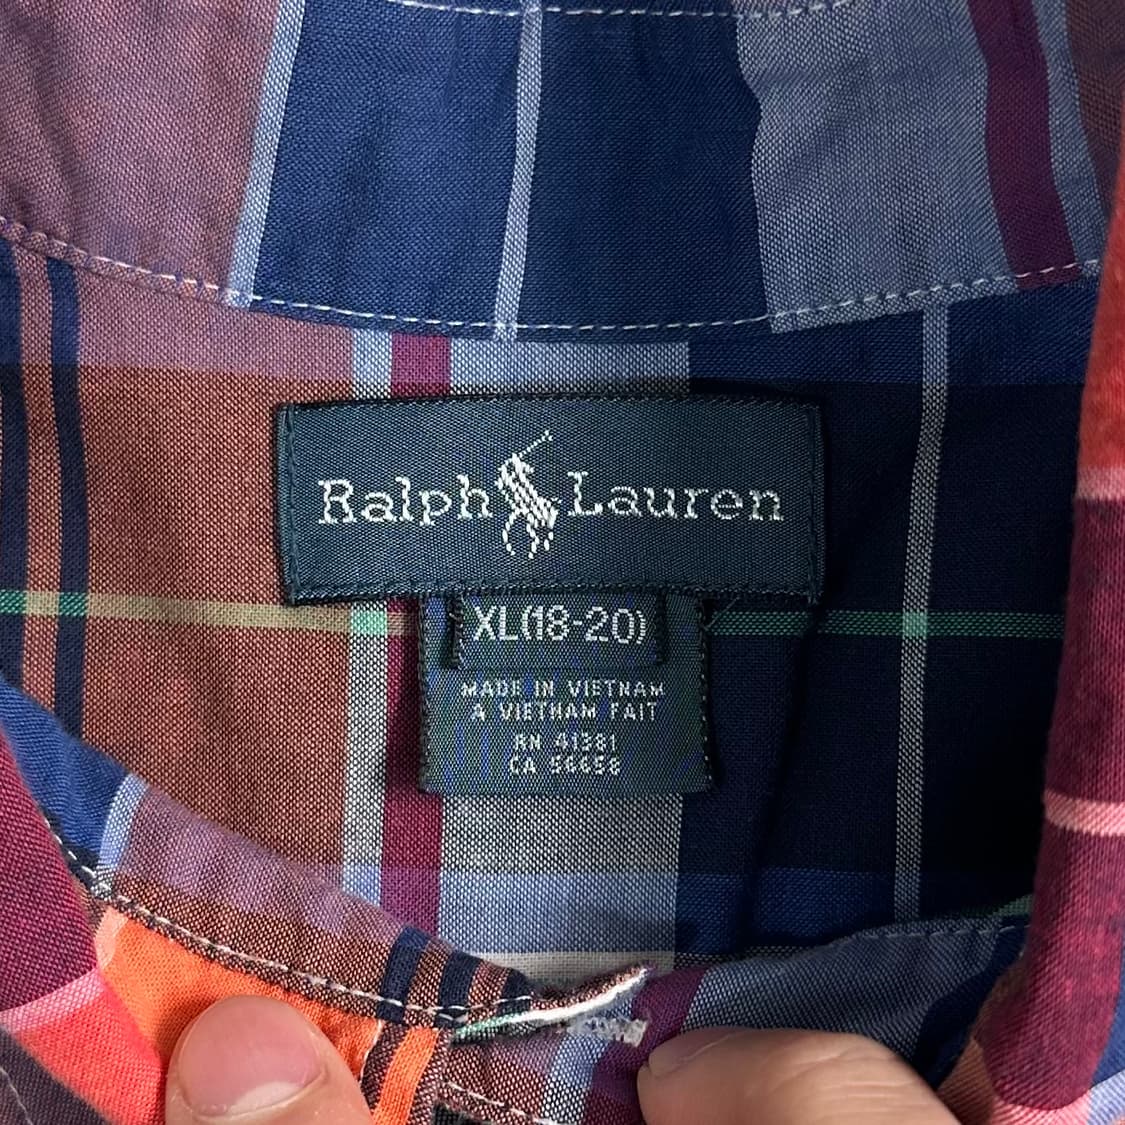 Ralph Lauren
XL(18-20)
MADE IN VIETNAM
A VIETNAM FAIT
RN 41381
CA 56658